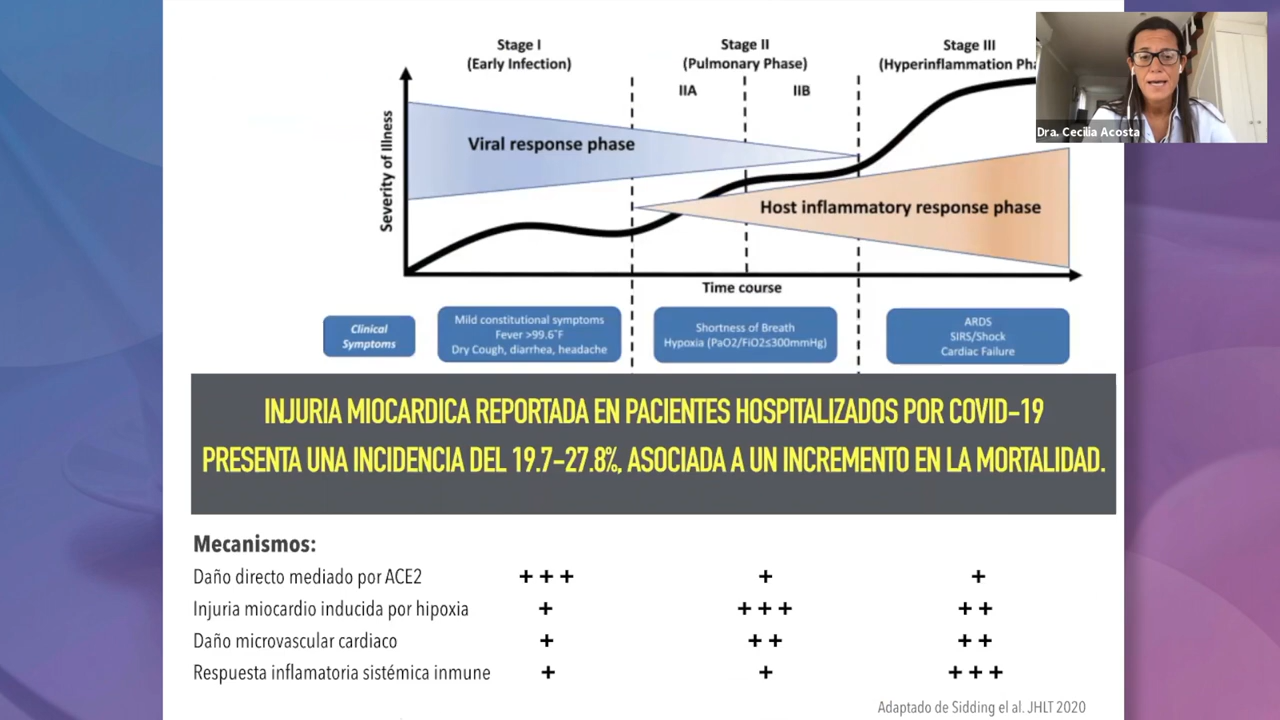 Stage I
(Early Infection)
Stage II
(Pulmonary Phase)
Stage III
(Hyperinflammation
IIA
IIB
Dra. Cecilia Acosta
Severity of Illness
Viral response phase
Host inflammatory response phase
Time course
Clinical
Symptoms
Mild constitutional symptoms
Fever >99.6°F
Dry Cough, diarrhea, headache
Shortness of Breath
Hypoxia (PaO2/FiO2≤300mmHg)
ARDS
SIRS/Shock
Cardiac Failure
INJURIA MIOCARDICA REPORTADA EN PACIENTES HOSPITALIZADOS POR COVID-19
PRESENTA UNA INCIDENCIA DEL 19.7-27.8%, ASOCIADA A UN INCREMENTO EN LA MORTALIDAD.
Mecanismos:
Daño directo mediado por ACE2 +++ + +
Injuria miocardio inducida por hipoxia + +++ ++
Daño microvascular cardiaco + ++ ++
Respuesta inflamatoria sistémica inmune + + +++
Adaptado de Sidding el al. JHLT 2020